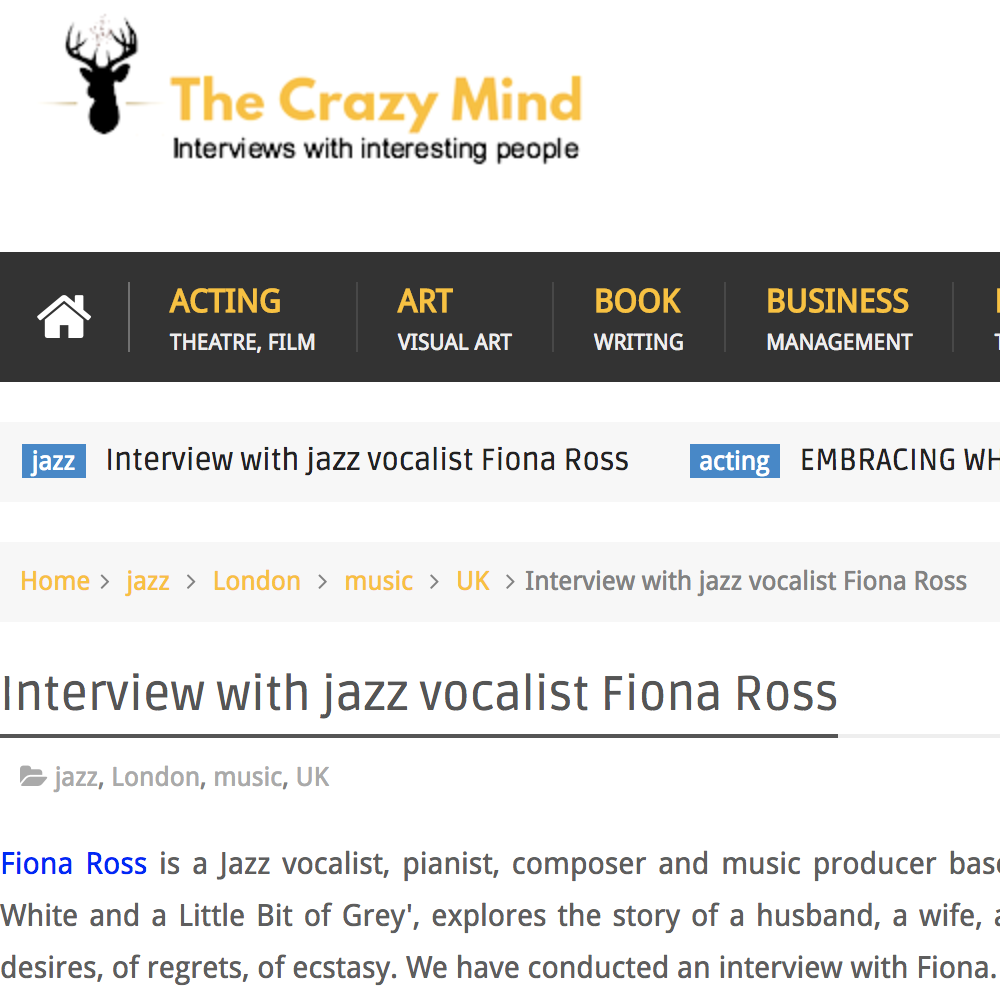 The Crazy Mind
Interviews with interesting people
ACTING ART BOOK BUSINESS
THEATRE, FILM VISUAL ART WRITING MANAGEMENT
jazz Interview with jazz vocalist Fiona Ross acting EMBRACING
Home > jazz > London > music > UK > Interview with jazz vocalist Fiona Ross
Interview with jazz vocalist Fiona Ross
jazz, London, music, UK
Fiona Ross is a Jazz vocalist, pianist, composer and music producer
White and a Little Bit of Grey', explores the story of a husband, a wife,
desires, of regrets, of ecstasy. We have conducted an interview with Fiona.